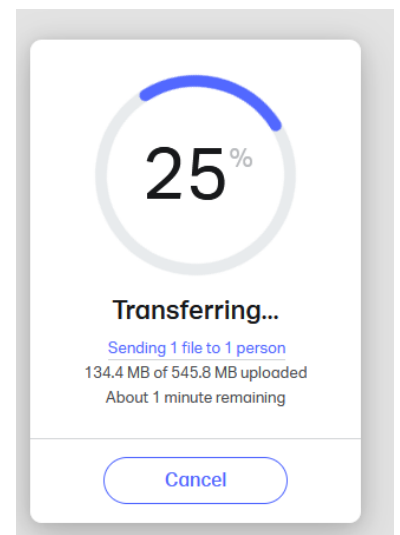 25%
Transferring...
Sending 1 file to 1 person
134.4 MB of 545.8 MB uploaded
About 1 minute remaining
Cancel